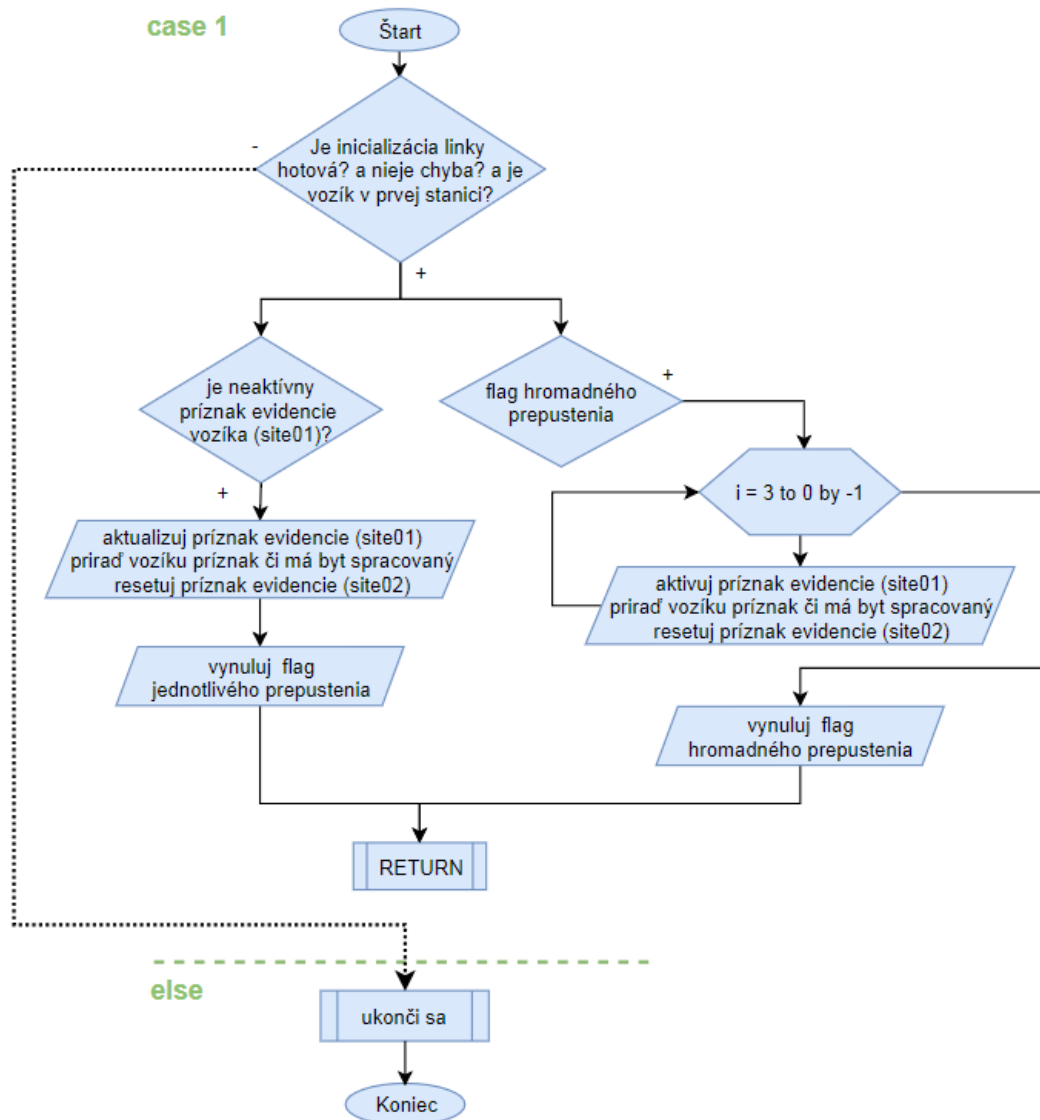 case 1
Štart
-
Je inicializácia linky
hotová? a nieje chyba? a je
vozík v prvej stanici?
+
je neaktívny
príznak evidencie
vozíka (site01)?
flag hromadného
prepustenia
+
i = 3 to 0 by -1
+
aktualizuj príznak evidencie (site01)
priraď vozíku príznak či má byt spracovaný
resetuj príznak evidencie (site02)
aktivuj príznak evidencie (site01)
priraď vozíku príznak či má byt spracovaný
resetuj príznak evidencie (site02)
vynuluj flag
jednotlivého prepustenia
vynuluj flag
hromadného prepustenia
RETURN
else
ukonči sa
Koniec